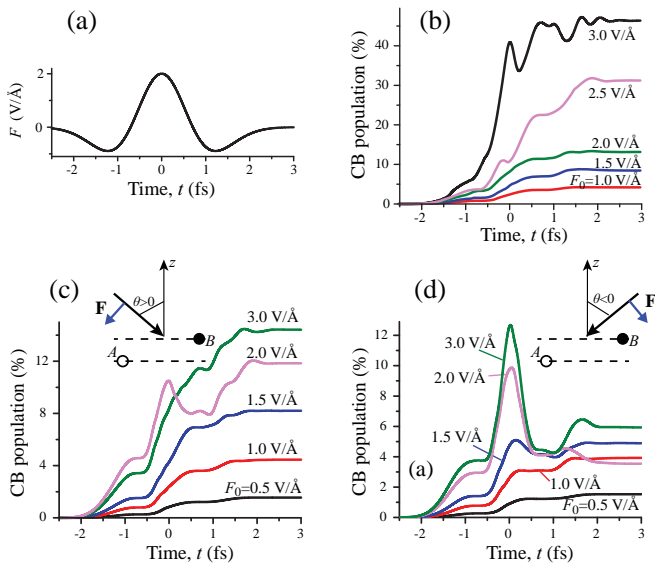 (a)
F (V/Å)
2
0
-2 -1 0 1 2 3
Time, t (fs)
(b)
CB population (%)
40
30
20
10
0
3.0 V/Å
2.5 V/Å
2.0 V/Å
1.5 V/Å
F₀=1.0 V/Å
-2 -1 0 1 2 3
Time, t (fs)
(c)
z
F
θ>0
B
A
CB population (%)
12
8
4
0
3.0 V/Å
2.0 V/Å
1.5 V/Å
1.0 V/Å
F₀=0.5 V/Å
-2 -1 0 1 2 3
Time, t (fs)
(d)
z
F
θ<0
B
A
CB population (%)
12
10
8
6
4
2
0
3.0 V/Å
2.0 V/Å
1.5 V/Å
(a)
1.0 V/Å
F₀=0.5 V/Å
-2 -1 0 1 2 3
Time, t (fs)